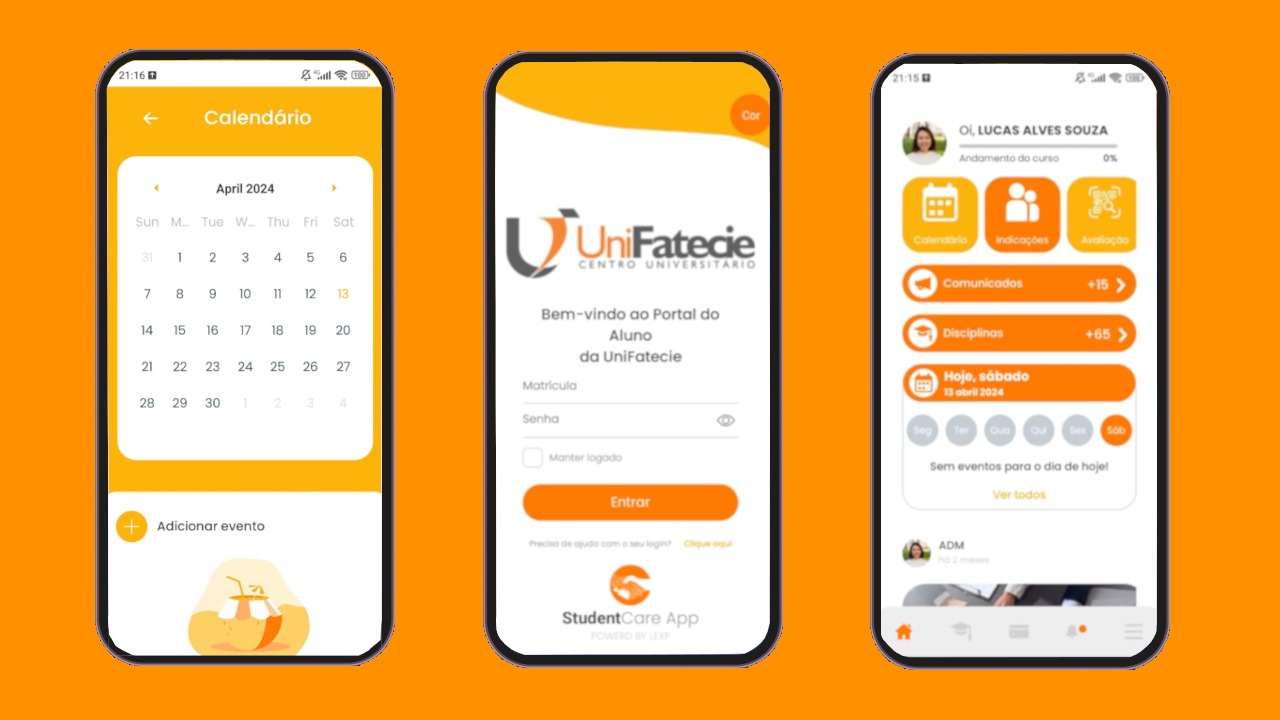 21:16
4G
100
Calendário
April 2024
Sun M... Tue W... Thu Fri Sat
31 1 2 3 4 5 6
7 8 9 10 11 12 13
14 15 16 17 18 19 20
21 22 23 24 25 26 27
28 29 30 1 2 3 4
Adicionar evento
Cor
UniFatecie
CENTRO UNIVERSITÁRIO
Bem-vindo ao Portal do
Aluno
da UniFatecie
Matrícula
Senha
Manter logado
Entrar
Precisa de ajuda com o seu login? Clique aqui
StudentCare App
POWERD BY LEXP
21:15
4G
100
Oi, LUCAS ALVES SOUZA
Andamento do curso 0%
Calendário Indicações Avaliação
Comunicados +15
Disciplinas +65
Hoje, sábado
13 abril 2024
Seg Ter Qua Qui Sex Sáb
Sem eventos para o dia de hoje!
Ver todos
ADM
há 2 meses